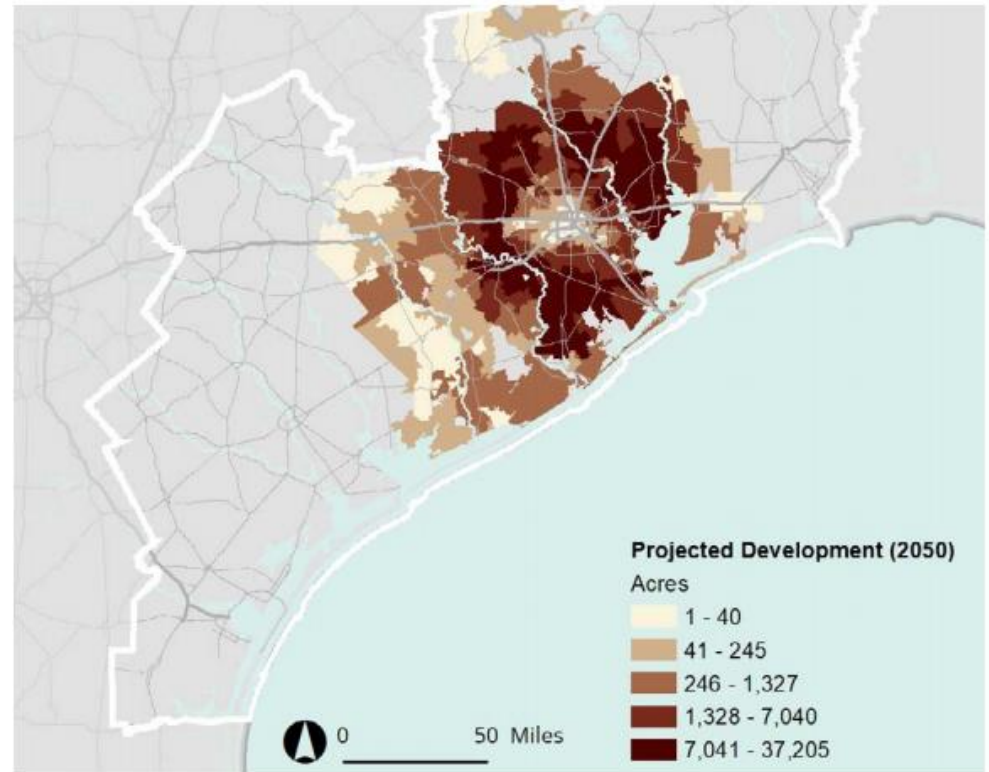 Projected Development (2050)
Acres
1 - 40
41 - 245
246 - 1,327
1,328 - 7,040
7,041 - 37,205
0 50 Miles